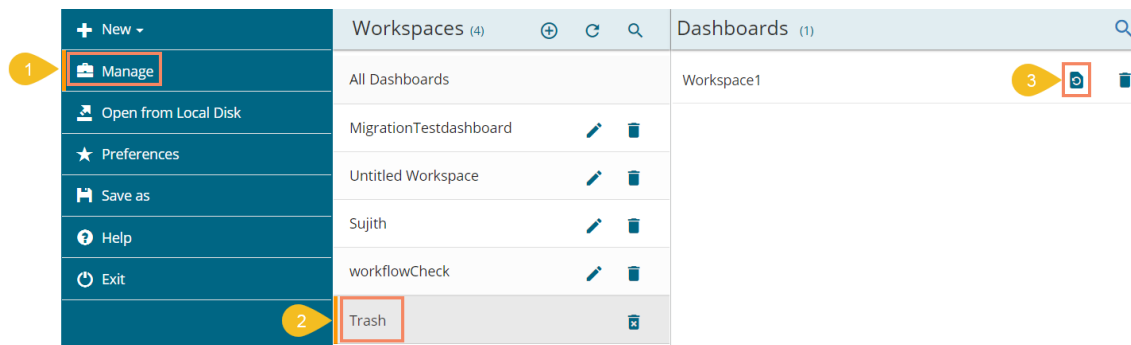 New
1
Manage
Open from Local Disk
Preferences
Save as
Help
Exit
Workspaces (4)
All Dashboards
MigrationTestdashboard
Untitled Workspace
Sujith
workflowCheck
2
Trash
Dashboards (1)
Workspace1
3